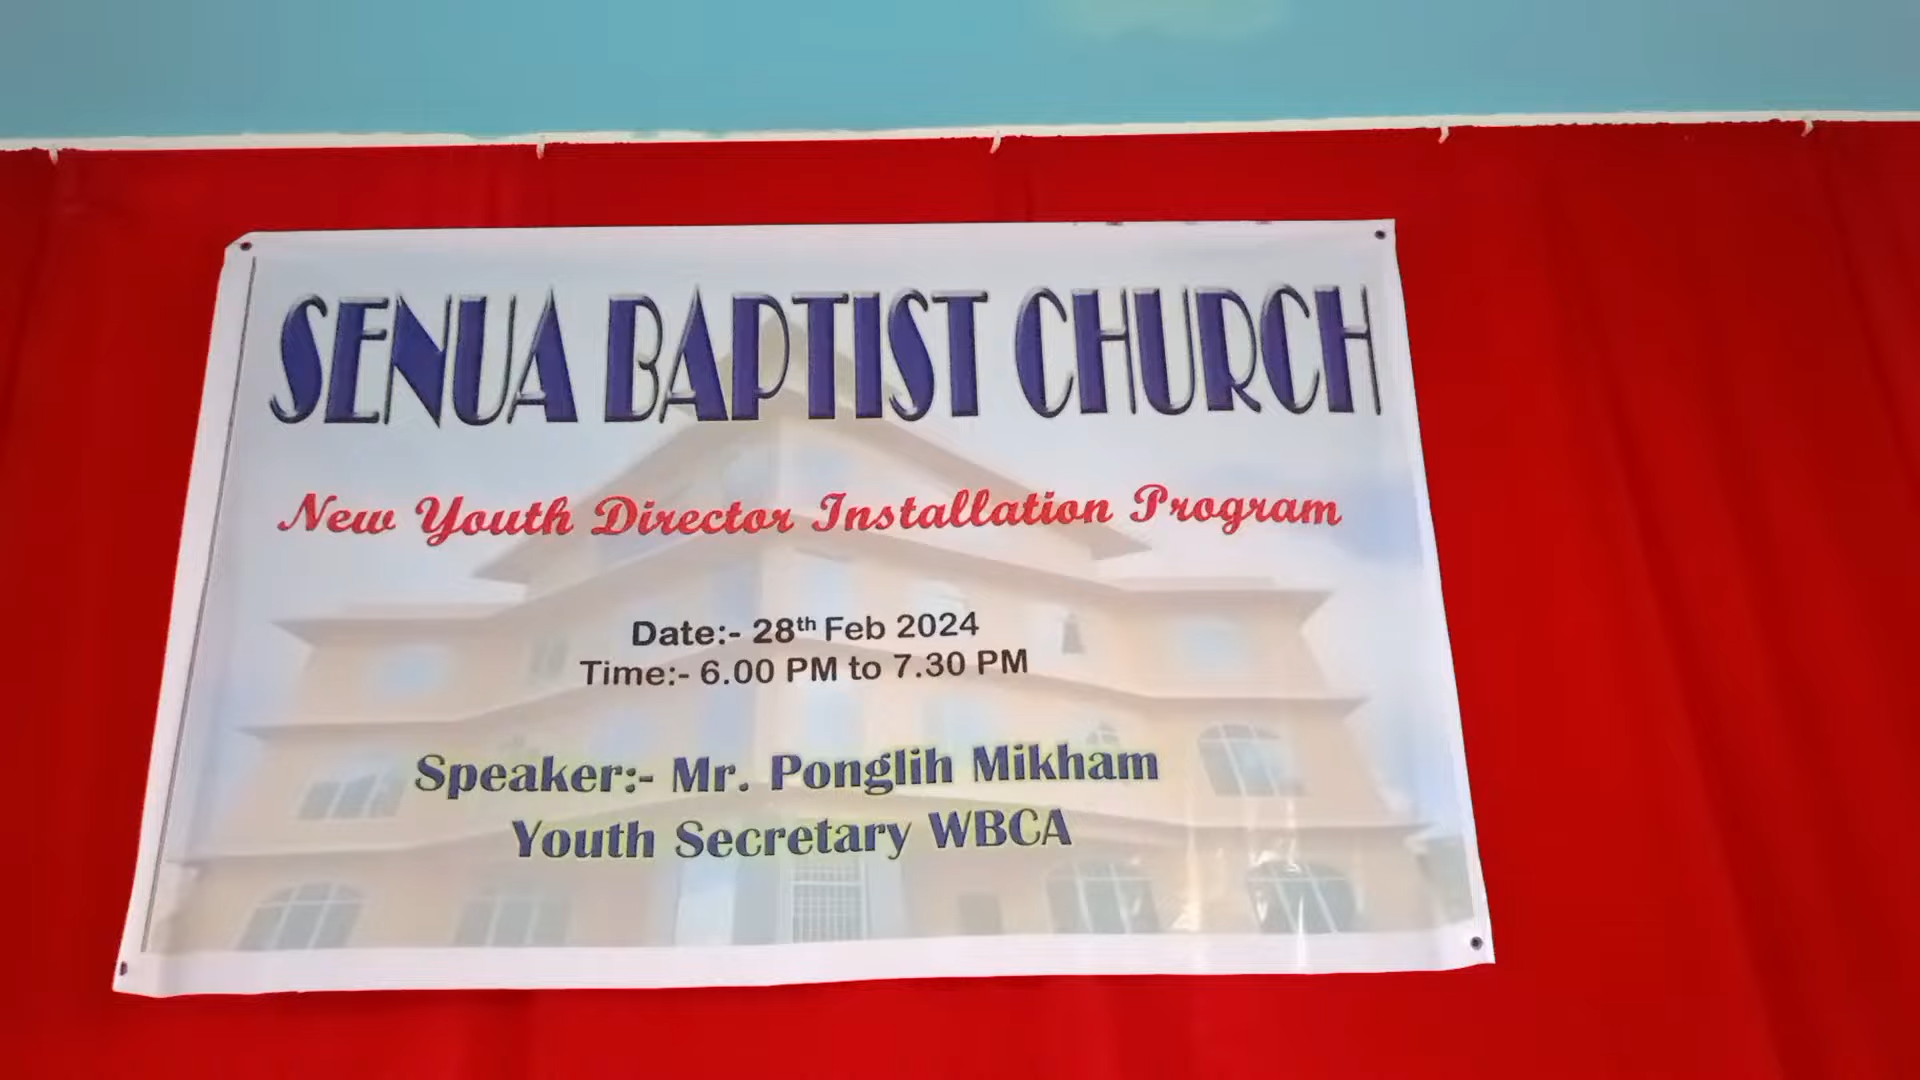 SENUA BAPTIST CHURCH
New Youth Director Installation Program
Date:- 28th Feb 2024
Time:- 6.00 PM to 7.30 PM
Speaker:- Mr. Ponglih Mikham
Youth Secretary WBCA